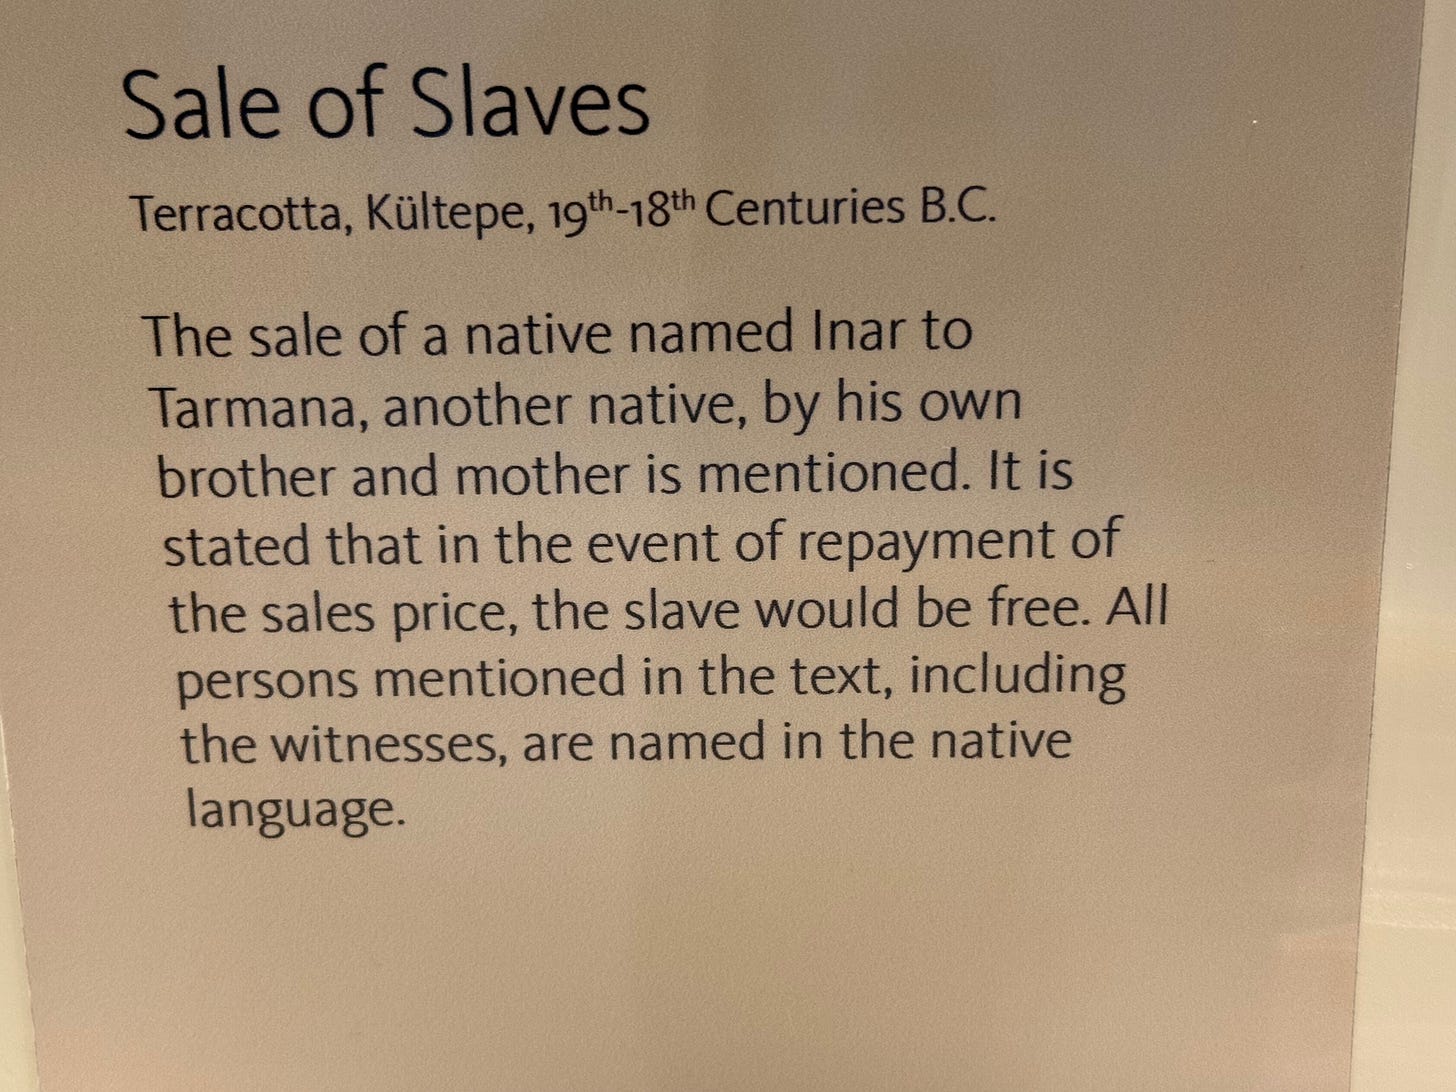 Sale of Slaves
Terracotta, Kültepe, 19th-18th Centuries B.C.
The sale of a native named Inar to
Tarmana, another native, by his own
brother and mother is mentioned. It is
stated that in the event of repayment of
the sales price, the slave would be free. All
persons mentioned in the text, including
the witnesses, are named in the native
language.